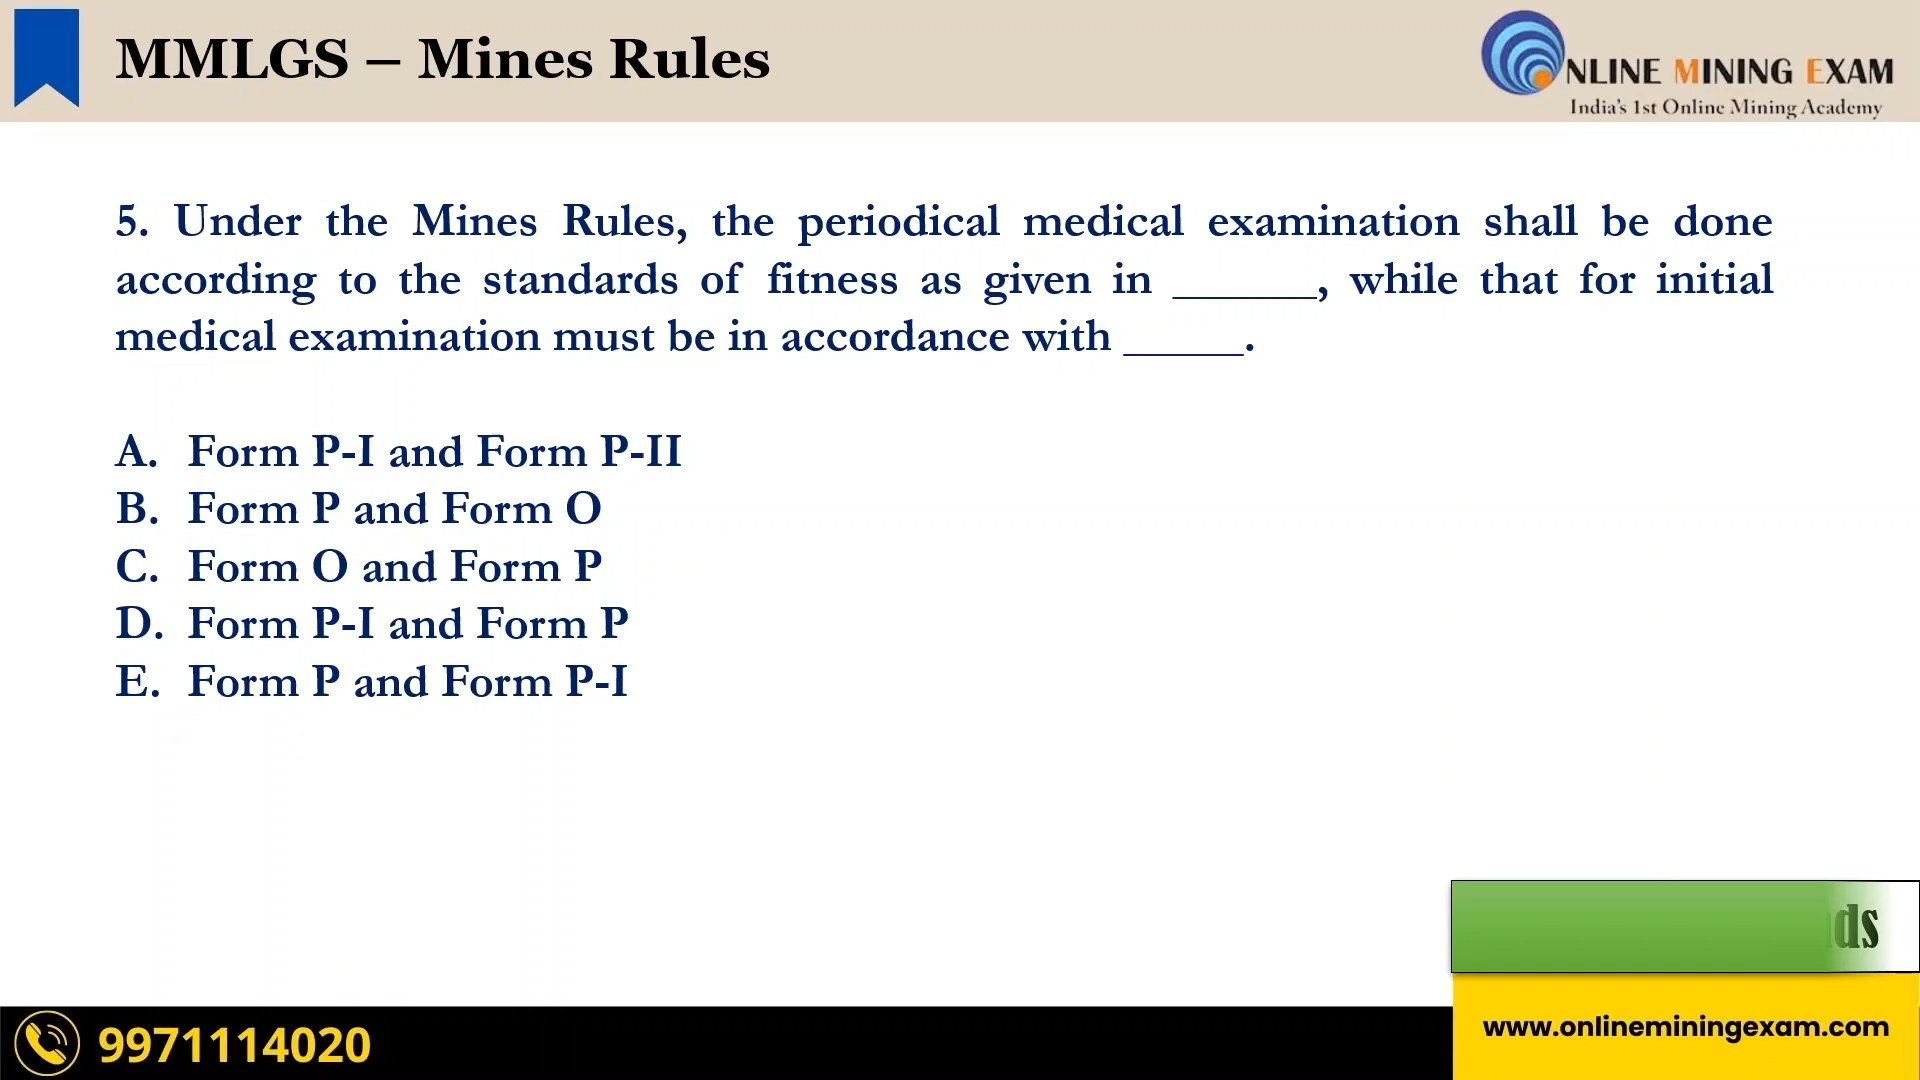 MMLGS – Mines Rules
NLINE MINING EXAM
India's 1st Online Mining Academy
5. Under the Mines Rules, the periodical medical examination shall be done
according to the standards of fitness as given in ______, while that for initial
medical examination must be in accordance with _____.
A. Form P-I and Form P-II
B. Form P and Form O
C. Form O and Form P
D. Form P-I and Form P
E. Form P and Form P-I
9971114020
www.onlineminingexam.com